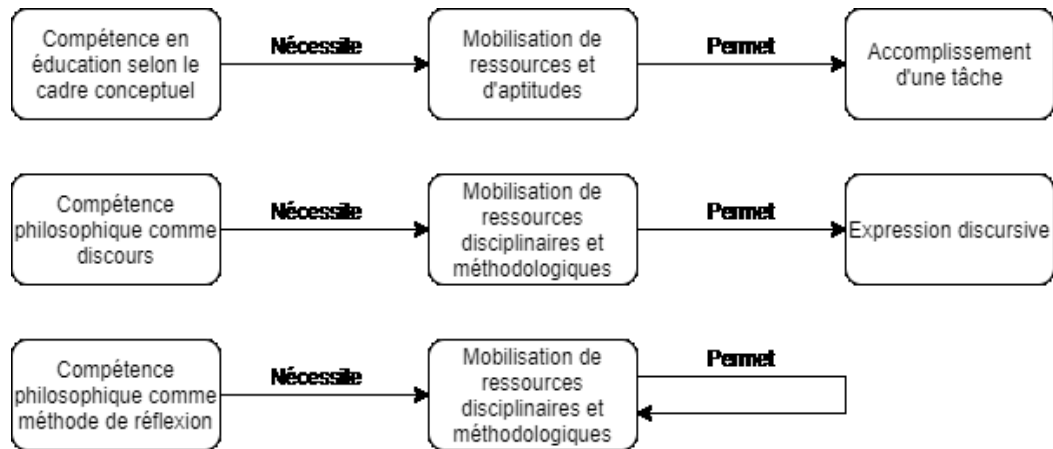 Compétence en
éducation selon le
cadre conceptuel
Nécessite
Mobilisation de
ressources et
d'aptitudes
Permet
Accomplissement
d'une tâche
Compétence
philosophique comme
discours
Nécessite
Mobilisation de
ressources
disciplinaires et
méthodologiques
Permet
Expression discursive
Compétence
philosophique comme
méthode de réflexion
Nécessite
Mobilisation de
ressources
disciplinaires et
méthodologiques
Permet